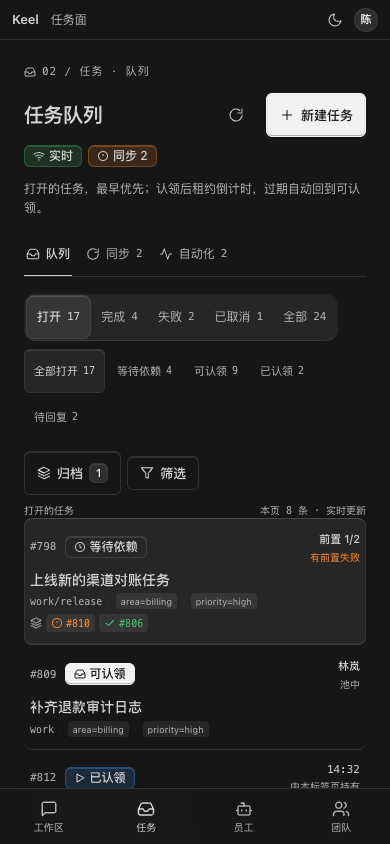 Keel 任务面 陈
02 / 任务 · 队列
任务队列
新建任务
实时 同步 2
打开的任务，最早优先；认领后租约倒计时，过期自动回到可认
领。
队列 同步 2 自动化 2
打开 17 完成 4 失败 2 已取消 1 全部 24
全部打开 17 等待依赖 4 可认领 9 已认领 2
待回复 2
归档 1 筛选
打开的任务 本页 8 条 · 实时更新
#798 等待依赖 前置 1/2
有前置失败
上线新的渠道对账任务
work/release · area=billing · priority=high
#810 #806
#809 可认领 林岚
池中
补齐退款审计日志
work · area=billing · priority=high
#812 已认领 14:32
由本标签页持有
工作区 任务 员工 团队